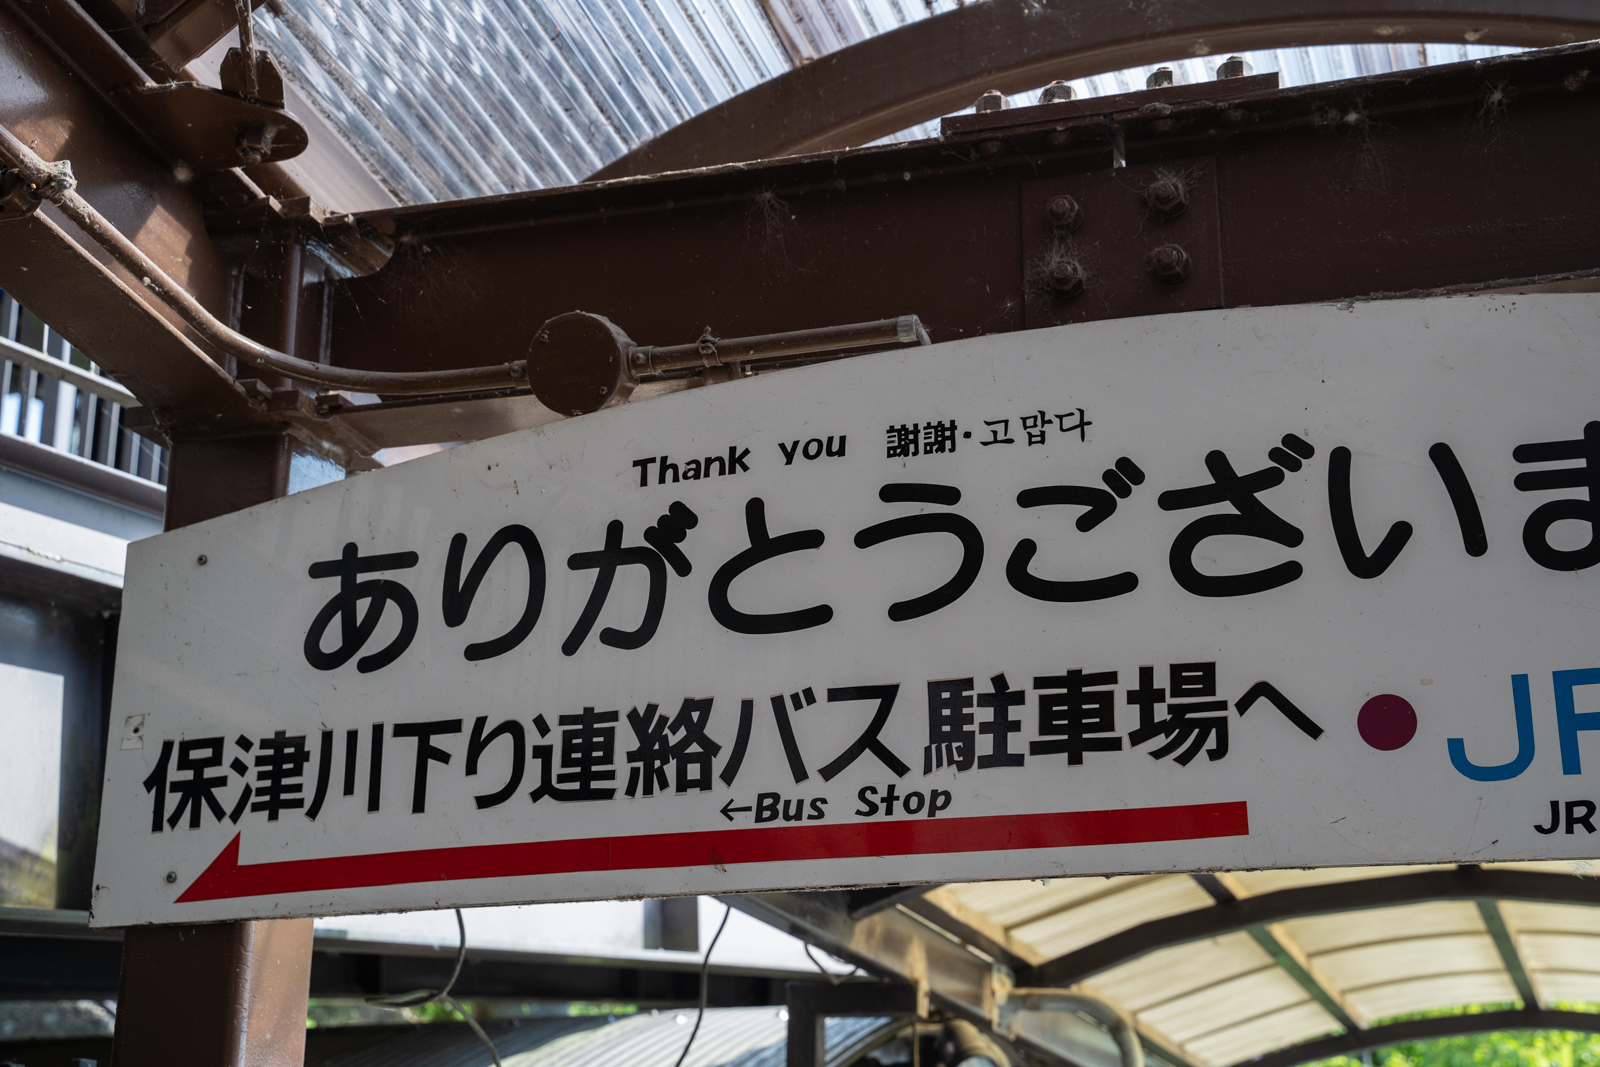 Thank you 謝謝・고맙다
ありがとうございま
保津川下り連絡バス駐車場へ ● JR
←Bus Stop
JR